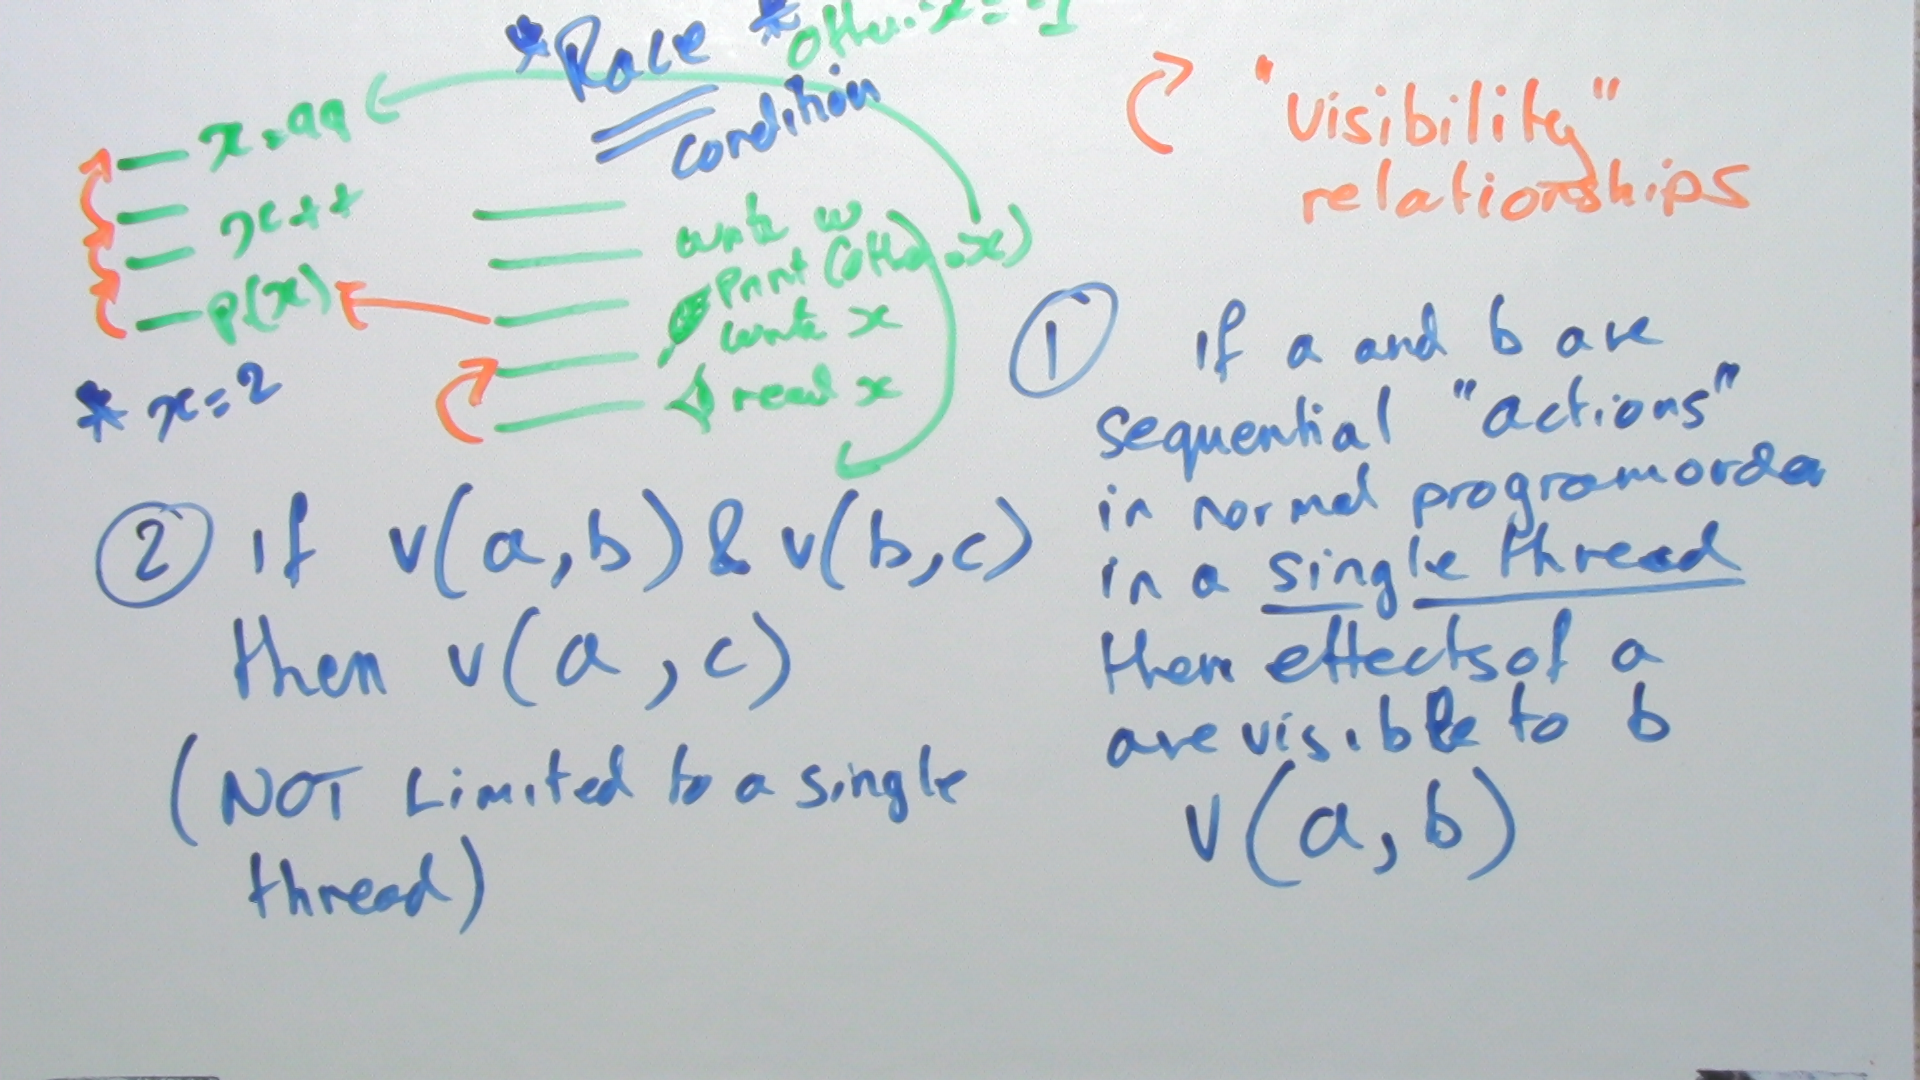 *Race *
condition
x=99
x++
p(x)
* x=2
write w
print (other.x)
write x
read x
"visibility"
relationships
① if a and b are
sequential "actions"
in normal program order
in a single thread
then effects of a
are visible to b
v(a,b)
② if v(a,b) & v(b,c)
then v(a,c)
(NOT Limited to a single
thread)